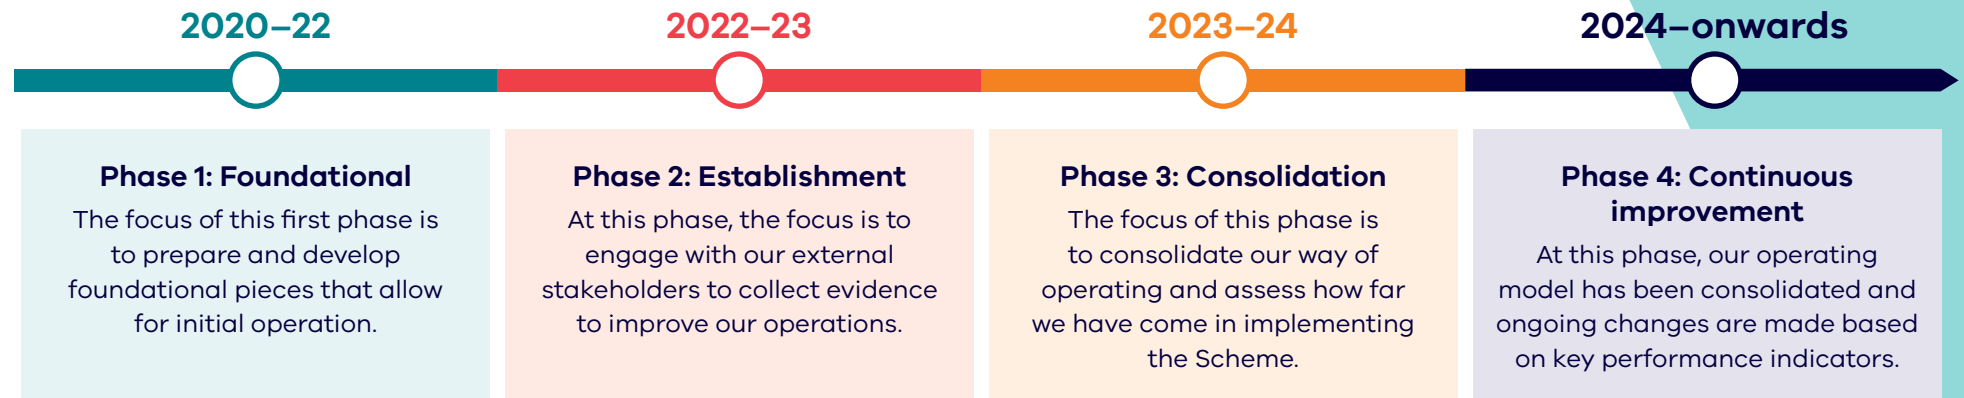 2020–22
Phase 1: Foundational
The focus of this first phase is
to prepare and develop
foundational pieces that allow
for initial operation.
2022–23
Phase 2: Establishment
At this phase, the focus is to
engage with our external
stakeholders to collect evidence
to improve our operations.
2023–24
Phase 3: Consolidation
The focus of this phase is
to consolidate our way of
operating and assess how far
we have come in implementing
the Scheme.
2024–onwards
Phase 4: Continuous
improvement
At this phase, our operating
model has been consolidated and
ongoing changes are made based
on key performance indicators.